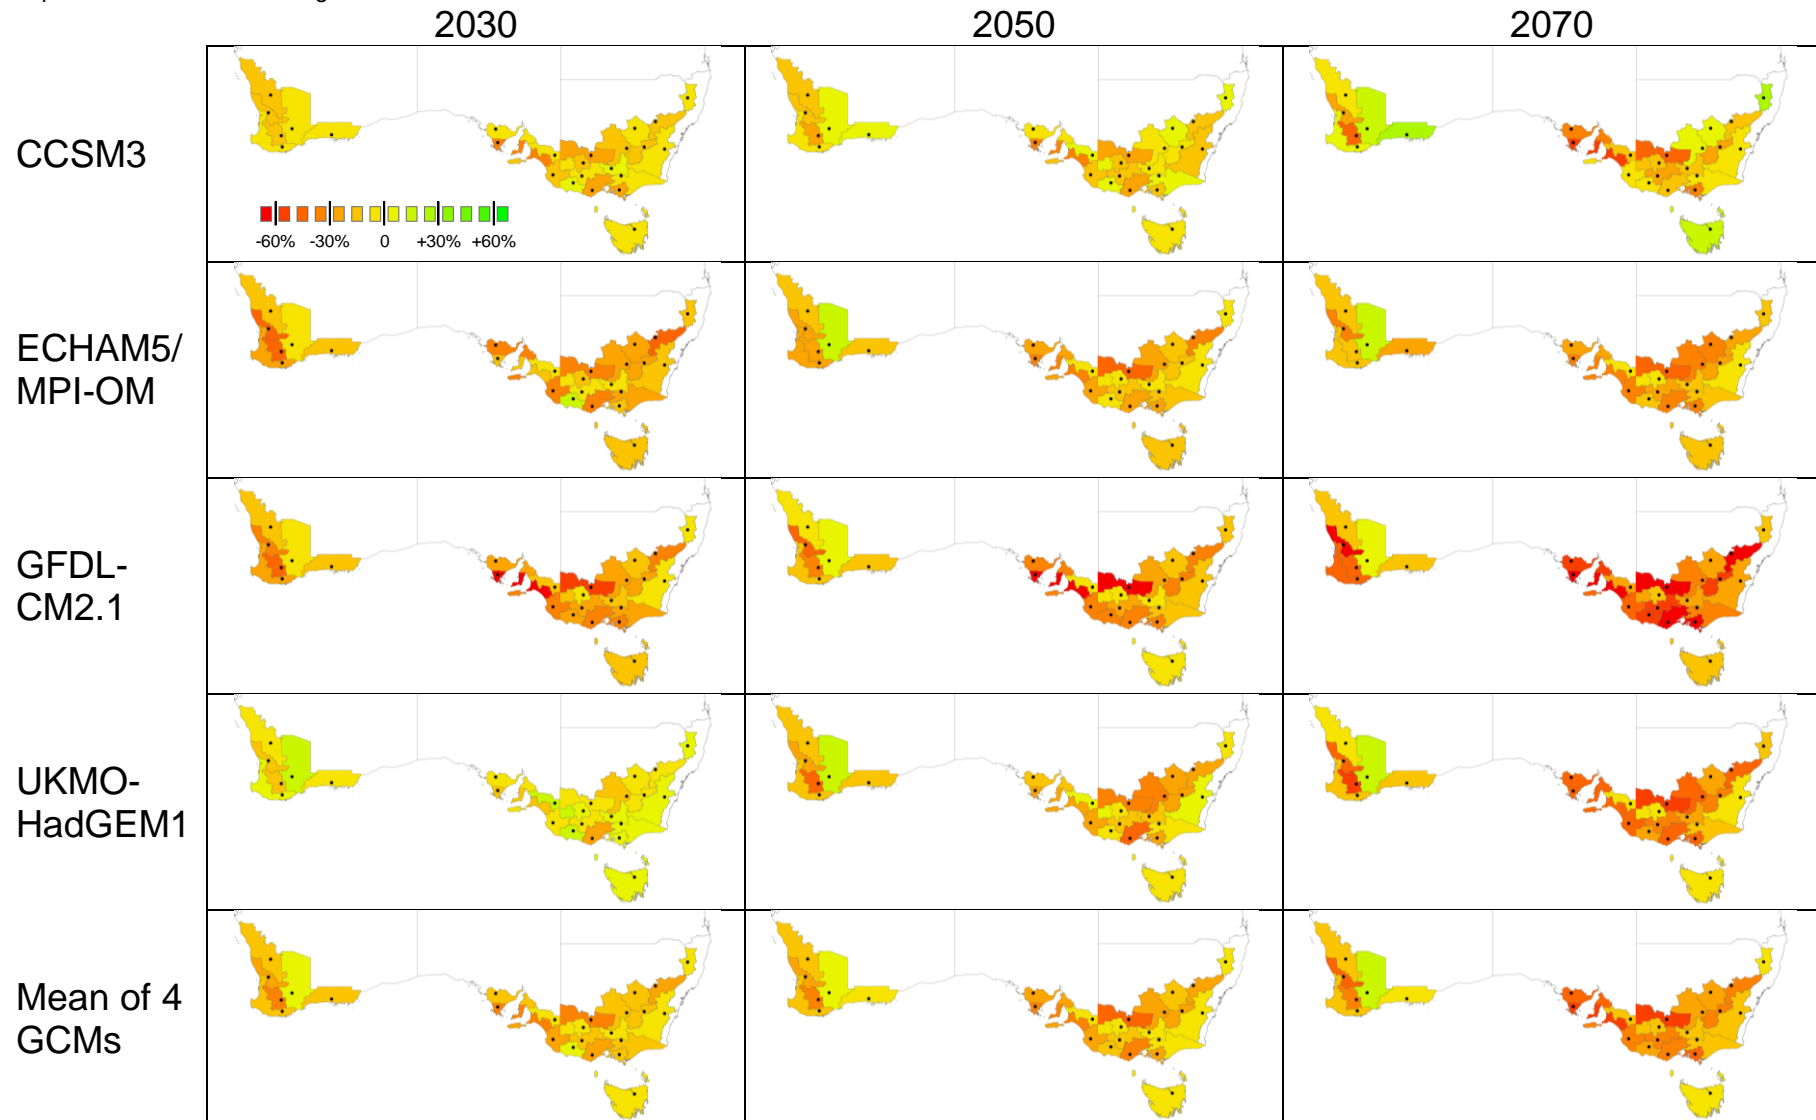 2030 2050 2070
CCSM3
-60% -30% 0 +30% +60%
ECHAM5/
MPI-OM
GFDL-
CM2.1
UKMO-
HadGEM1
Mean of 4
GCMs